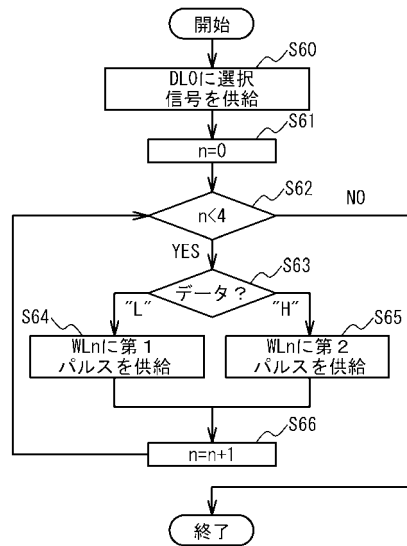 開始
S60
DL0に選択
信号を供給
S61
n=0
S62
n<4
NO
YES
S63
データ?
"L"
"H"
S64
WLnに第1
パルスを供給
S65
WLnに第2
パルスを供給
S66
n=n+1
終了